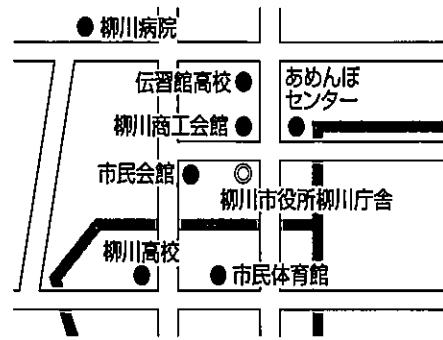 柳川病院
伝習館高校
あめんぼ
センター
柳川商工会館
市民会館
柳川市役所柳川庁舎
柳川高校
市民体育館